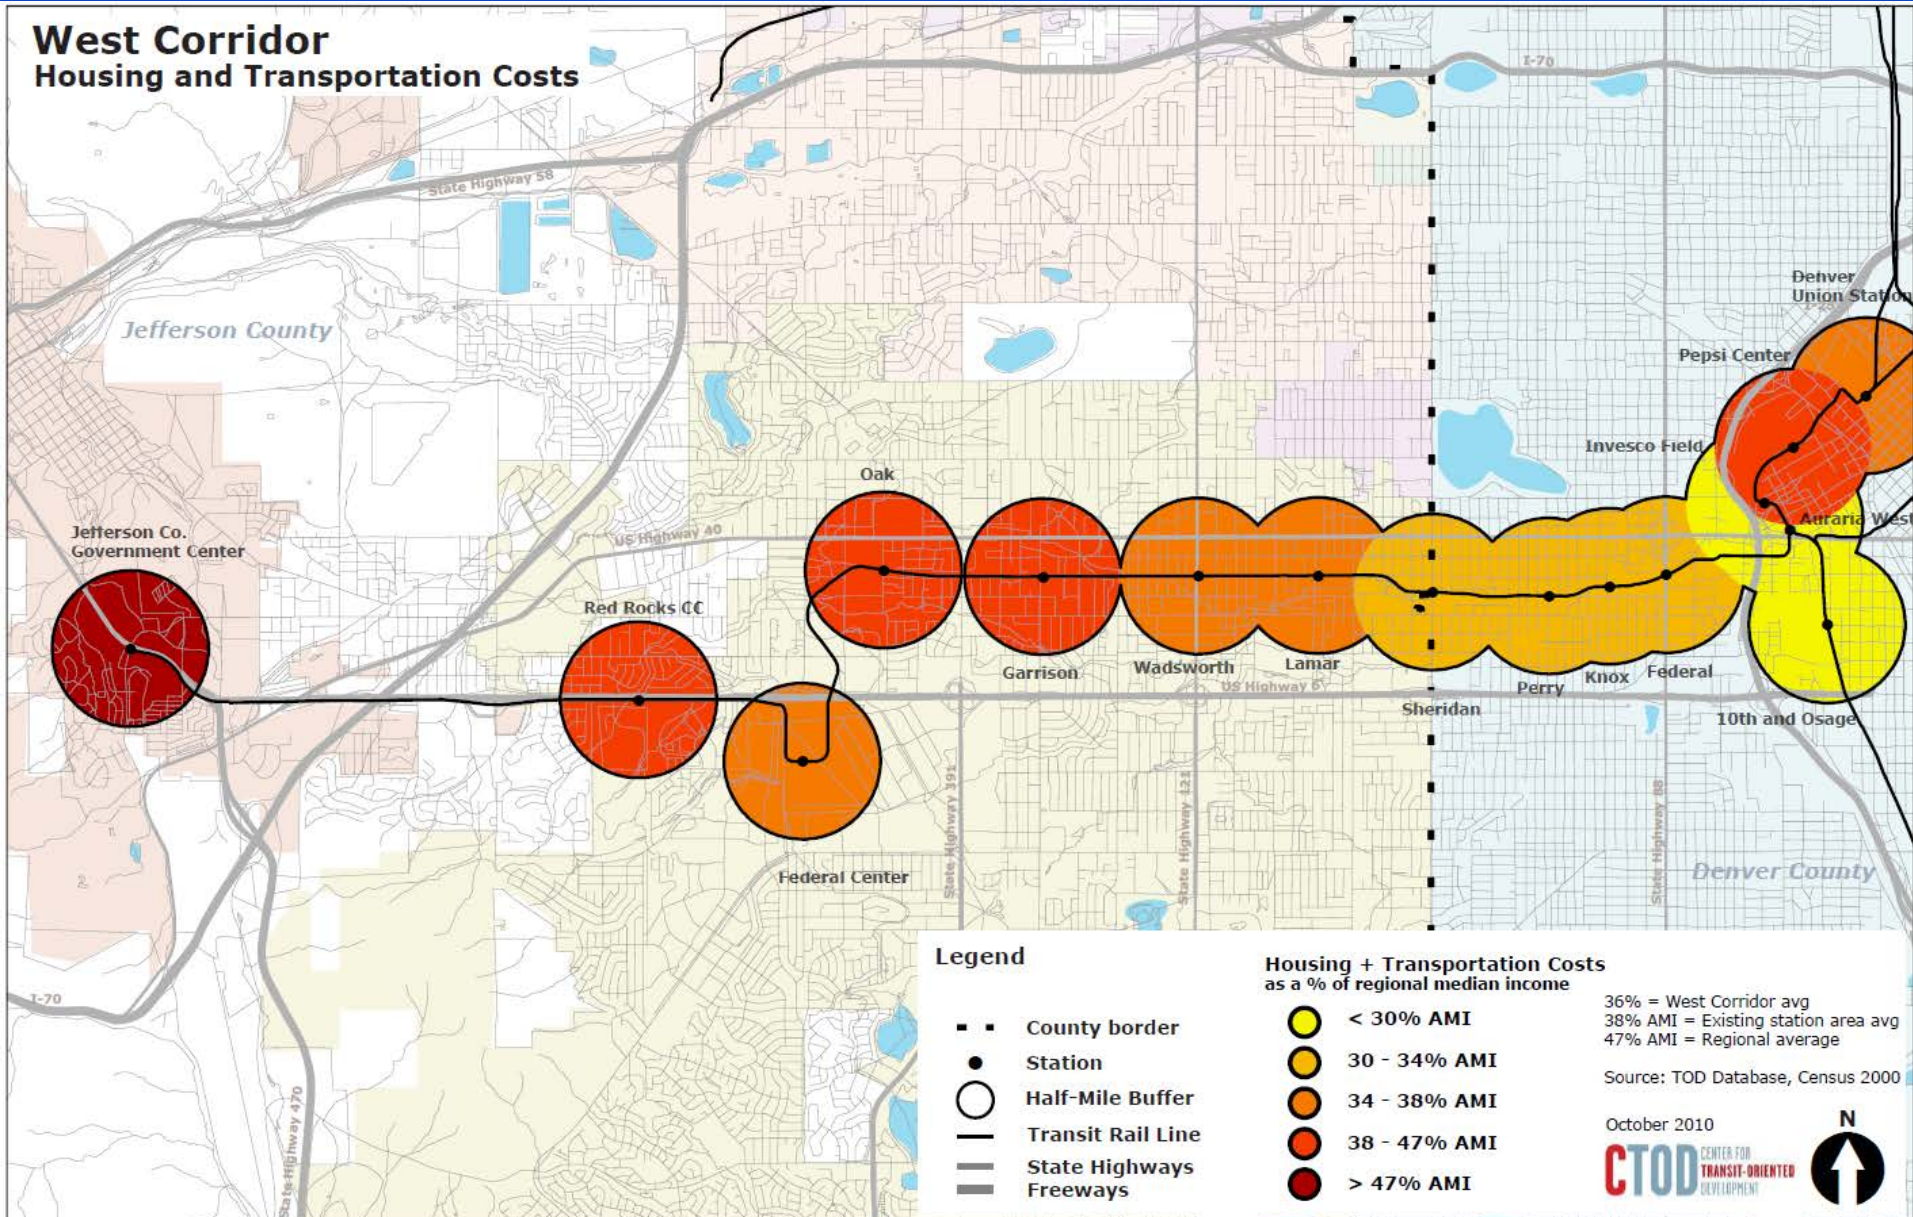 West Corridor
Housing and Transportation Costs
I-70
State Highway 58
Denver
Union Station
Jefferson County
Pepsi Center
Invesco Field
Oak
Auraria West
US Highway 40
Jefferson Co.
Government Center
Red Rocks CC
Garrison
Wadsworth
Lamar
Perry
Knox
Federal
US Highway 6
Sheridan
10th and Osage
State Highway 391
State Highway 121
State Highway 88
Federal Center
Denver County
I-70
State Highway 470
Legend
County border
Station
Half-Mile Buffer
Transit Rail Line
State Highways
Freeways
Housing + Transportation Costs
as a % of regional median income
< 30% AMI
30 - 34% AMI
34 - 38% AMI
38 - 47% AMI
> 47% AMI
36% = West Corridor avg
38% AMI = Existing station area avg
47% AMI = Regional average
Source: TOD Database, Census 2000
October 2010
N
CTOD
CENTER FOR
TRANSIT-ORIENTED
DEVELOPMENT